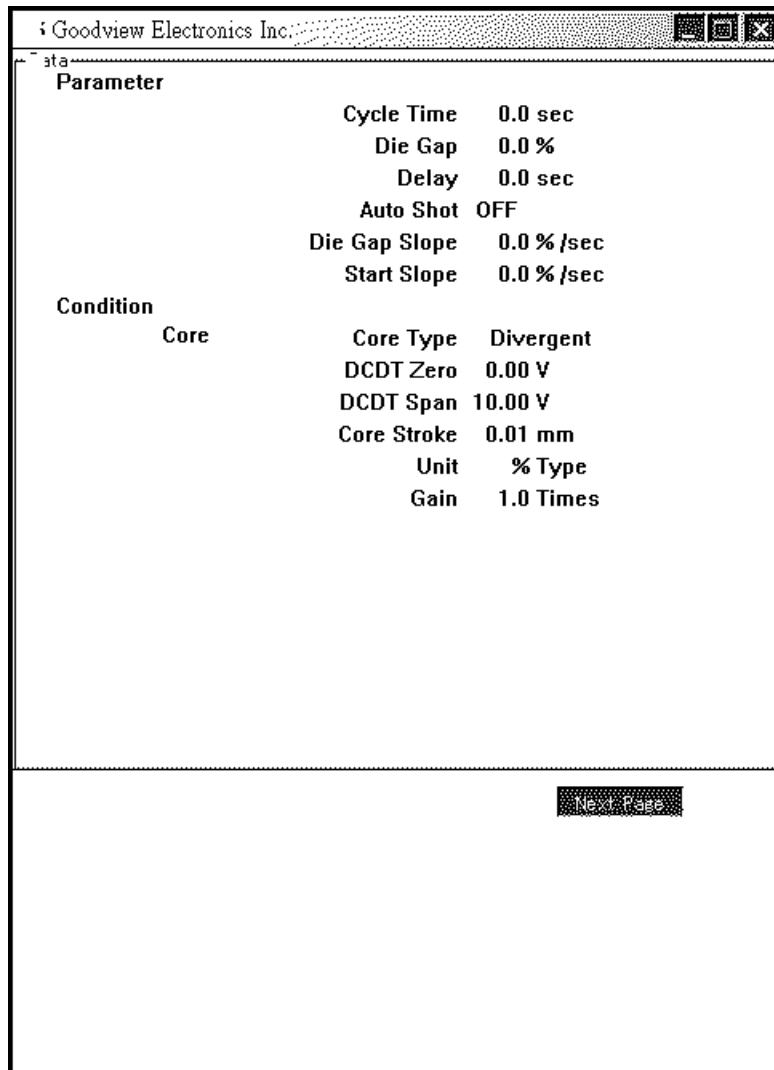 Goodview Electronics Inc.
Parameter
Cycle Time 0.0 sec
Die Gap 0.0 %
Delay 0.0 sec
Auto Shot OFF
Die Gap Slope 0.0 % /sec
Start Slope 0.0 % /sec
Condition
Core Core Type Divergent
DCDT Zero 0.00 V
DCDT Span 10.00 V
Core Stroke 0.01 mm
Unit % Type
Gain 1.0 Times
Next Page